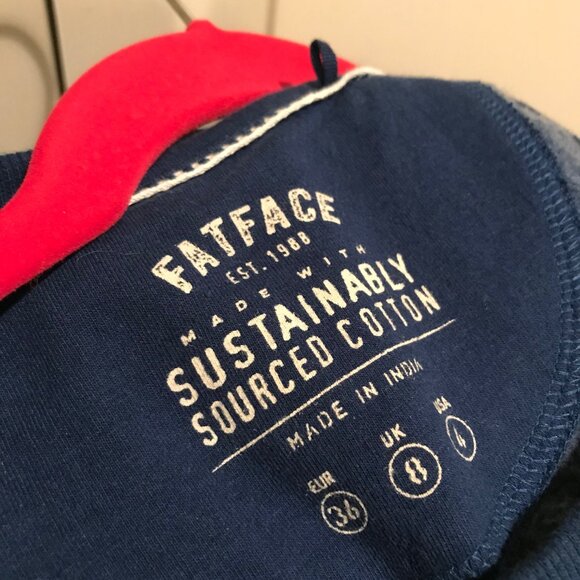 FATFACE
EST. 1988
MADE WITH
SUSTAINABLY
SOURCED COTTON
MADE IN INDIA
EUR UK USA
36 8 4